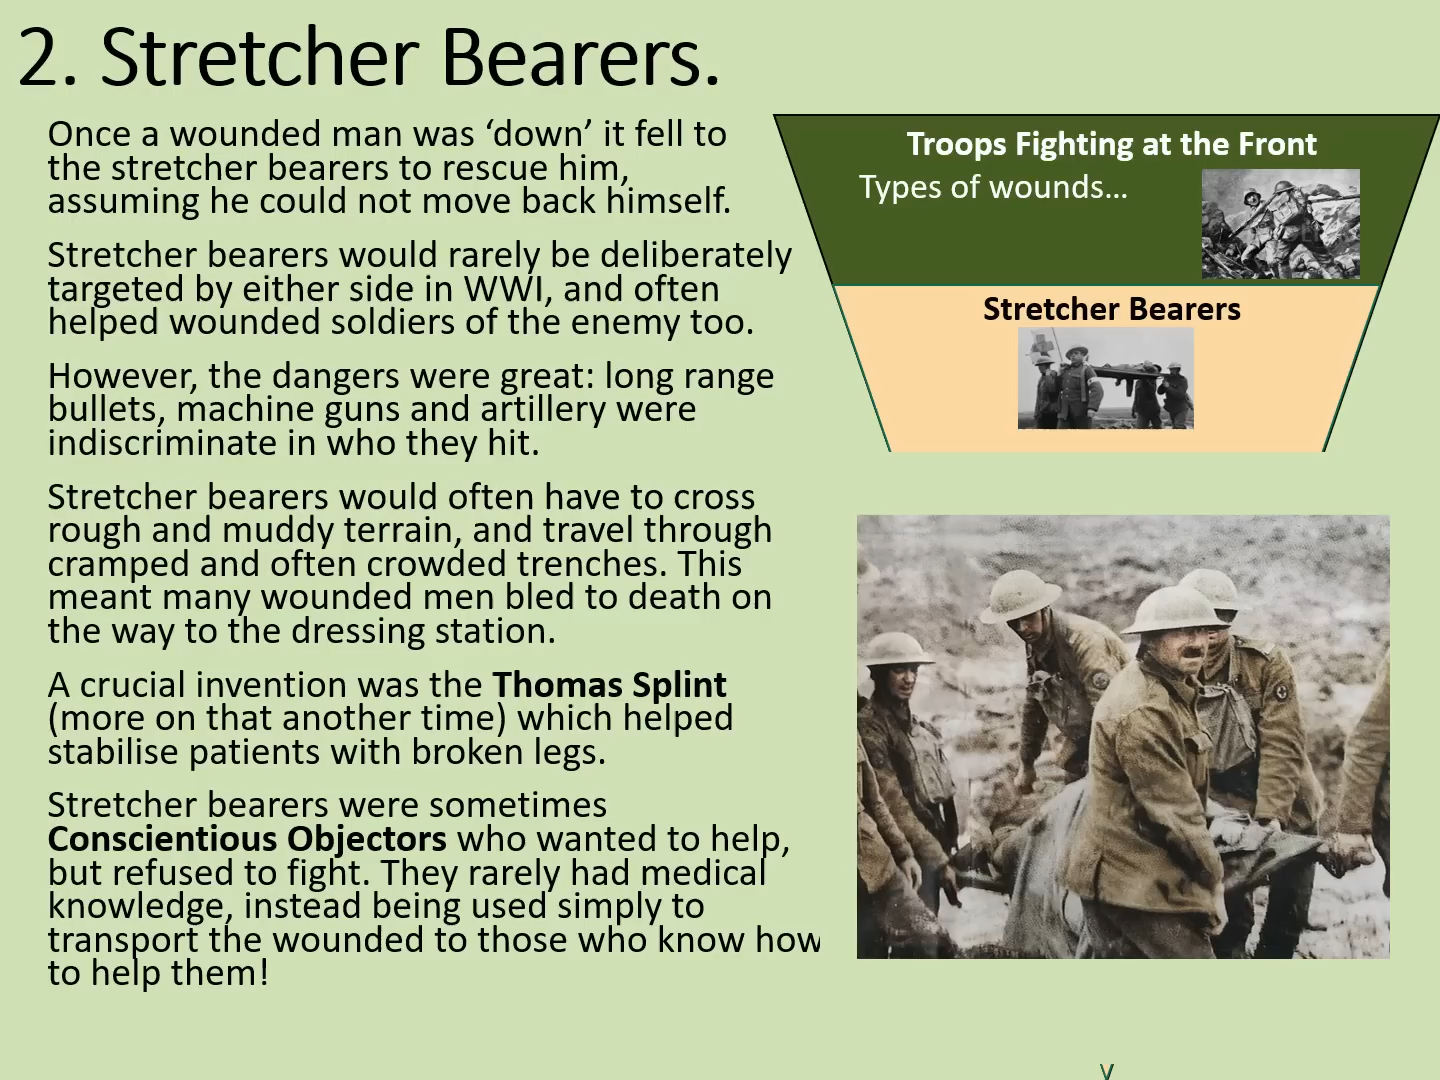 2. Stretcher Bearers.
Once a wounded man was ‘down’ it fell to
the stretcher bearers to rescue him,
assuming he could not move back himself.
Stretcher bearers would rarely be deliberately
targeted by either side in WWI, and often
helped wounded soldiers of the enemy too.
However, the dangers were great: long range
bullets, machine guns and artillery were
indiscriminate in who they hit.
Stretcher bearers would often have to cross
rough and muddy terrain, and travel through
cramped and often crowded trenches. This
meant many wounded men bled to death on
the way to the dressing station.
A crucial invention was the Thomas Splint
(more on that another time) which helped
stabilise patients with broken legs.
Stretcher bearers were sometimes
Conscientious Objectors who wanted to help,
but refused to fight. They rarely had medical
knowledge, instead being used simply to
transport the wounded to those who know how
to help them!
Troops Fighting at the Front
Types of wounds…
Stretcher Bearers